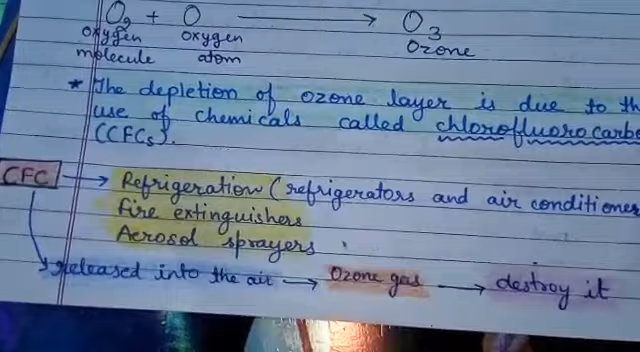 O2 + O → O3
oxygen molecule oxygen atom Ozone
* The depletion of ozone layer is due to th
use of chemicals called chlorofluorocarbo
(CFCs).
CFC → Refrigeration (refrigerators and air conditioner
fire extinguishers
Aerosol sprayers
released into the air → Ozone gas → destroy it